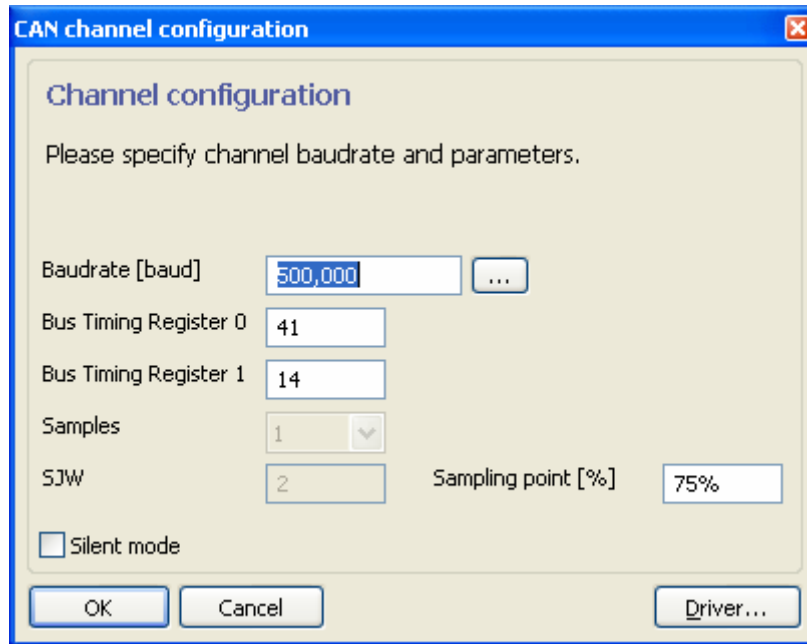 CAN channel configuration
Channel configuration
Please specify channel baudrate and parameters.
Baudrate [baud] 500,000 ...
Bus Timing Register 0 41
Bus Timing Register 1 14
Samples 1
SJW 2 Sampling point [%] 75%
Silent mode
OK Cancel Driver...